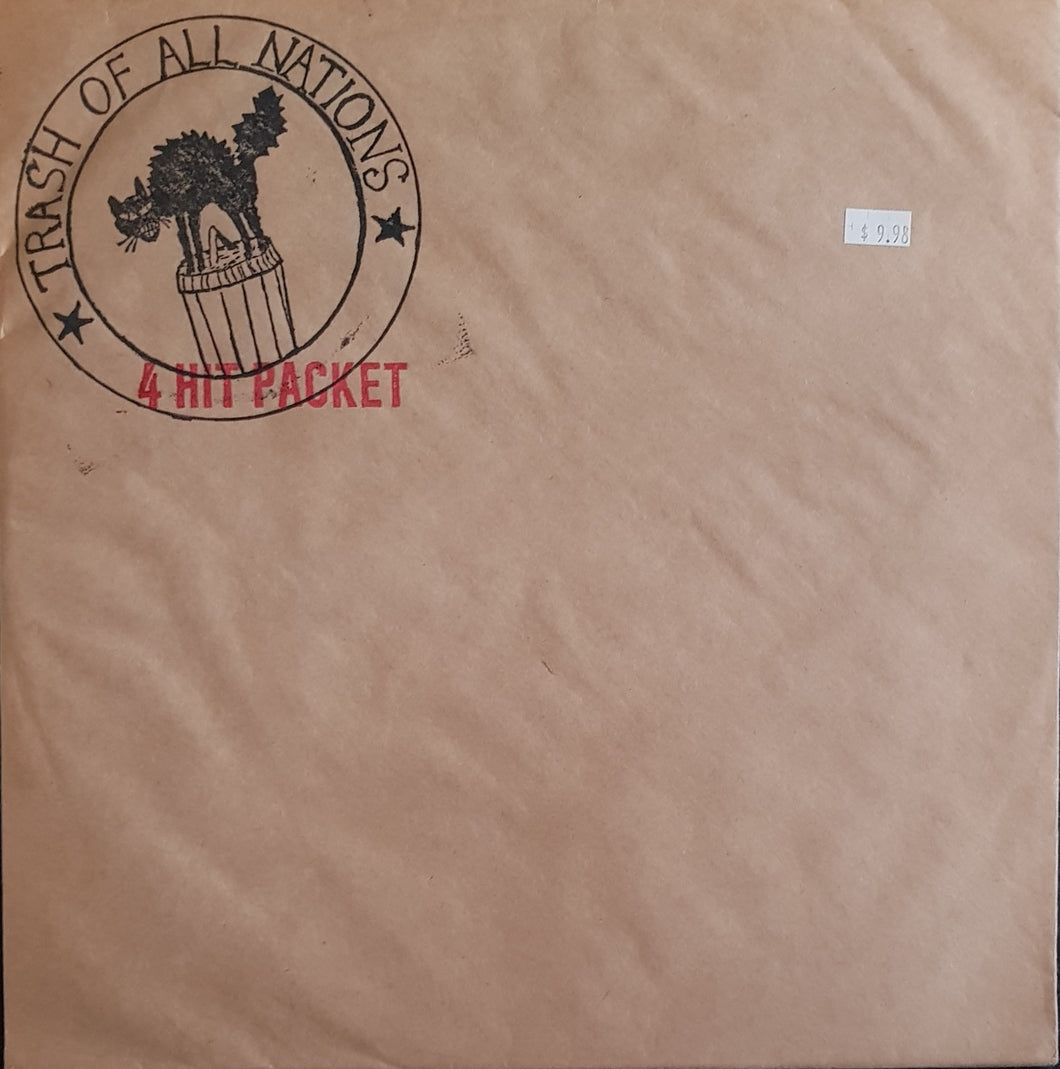 TRASH OF ALL NATIONS
$ 9.98
4 HIT PACKET